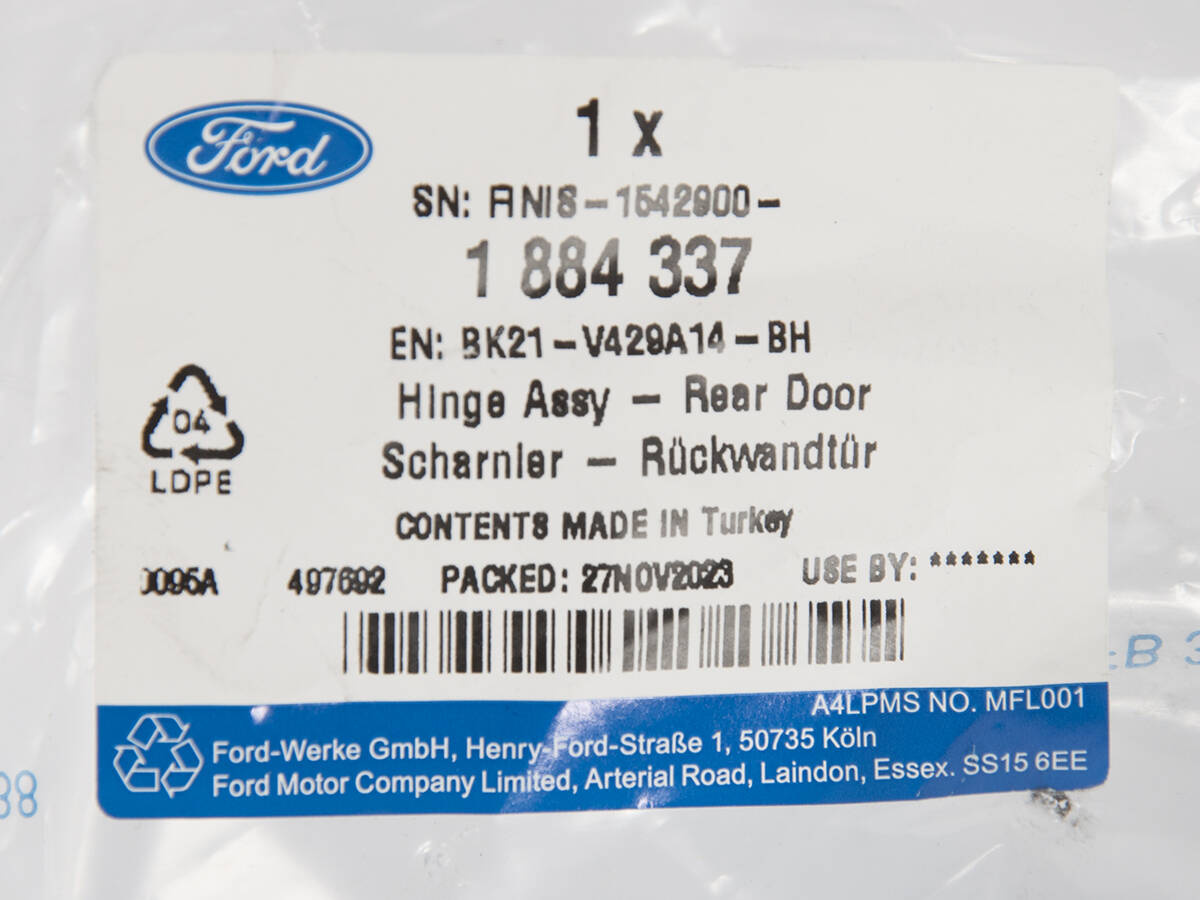 Ford
1 x
SN: RNIS-1542900-
1 884 337
EN: BK21-V429A14-BH
Hinge Assy - Rear Door
Scharnier - Rückwandtür
04
LDPE
CONTENTS MADE IN Turkey
0095A 497692 PACKED: 27NOV2023 USE BY: *******
A4LPMS NO. MFL001
Ford-Werke GmbH, Henry-Ford-Straße 1, 50735 Köln
Ford Motor Company Limited, Arterial Road, Laindon, Essex. SS15 6EE